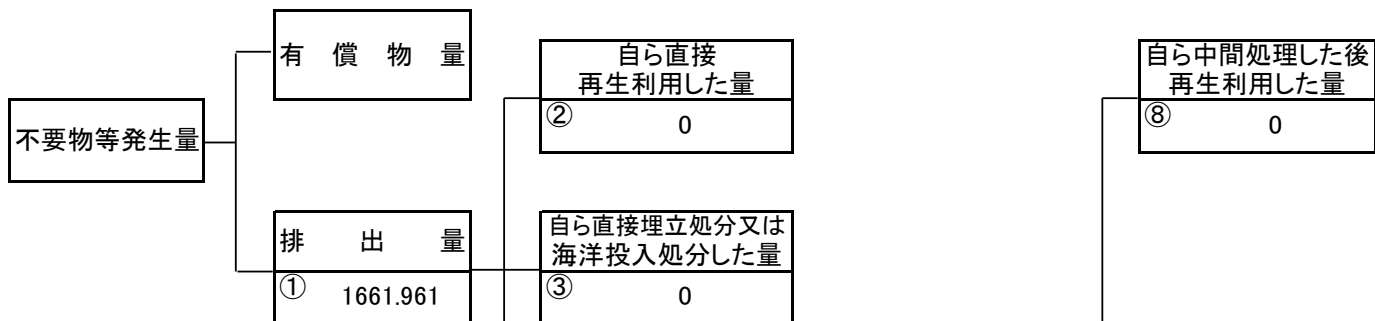 有償物量
自ら直接
再生利用した量
② 0
自ら中間処理した後
再生利用した量
⑧ 0
不要物等発生量
排出量
① 1661.961
自ら直接埋立処分又は
海洋投入処分した量
③ 0